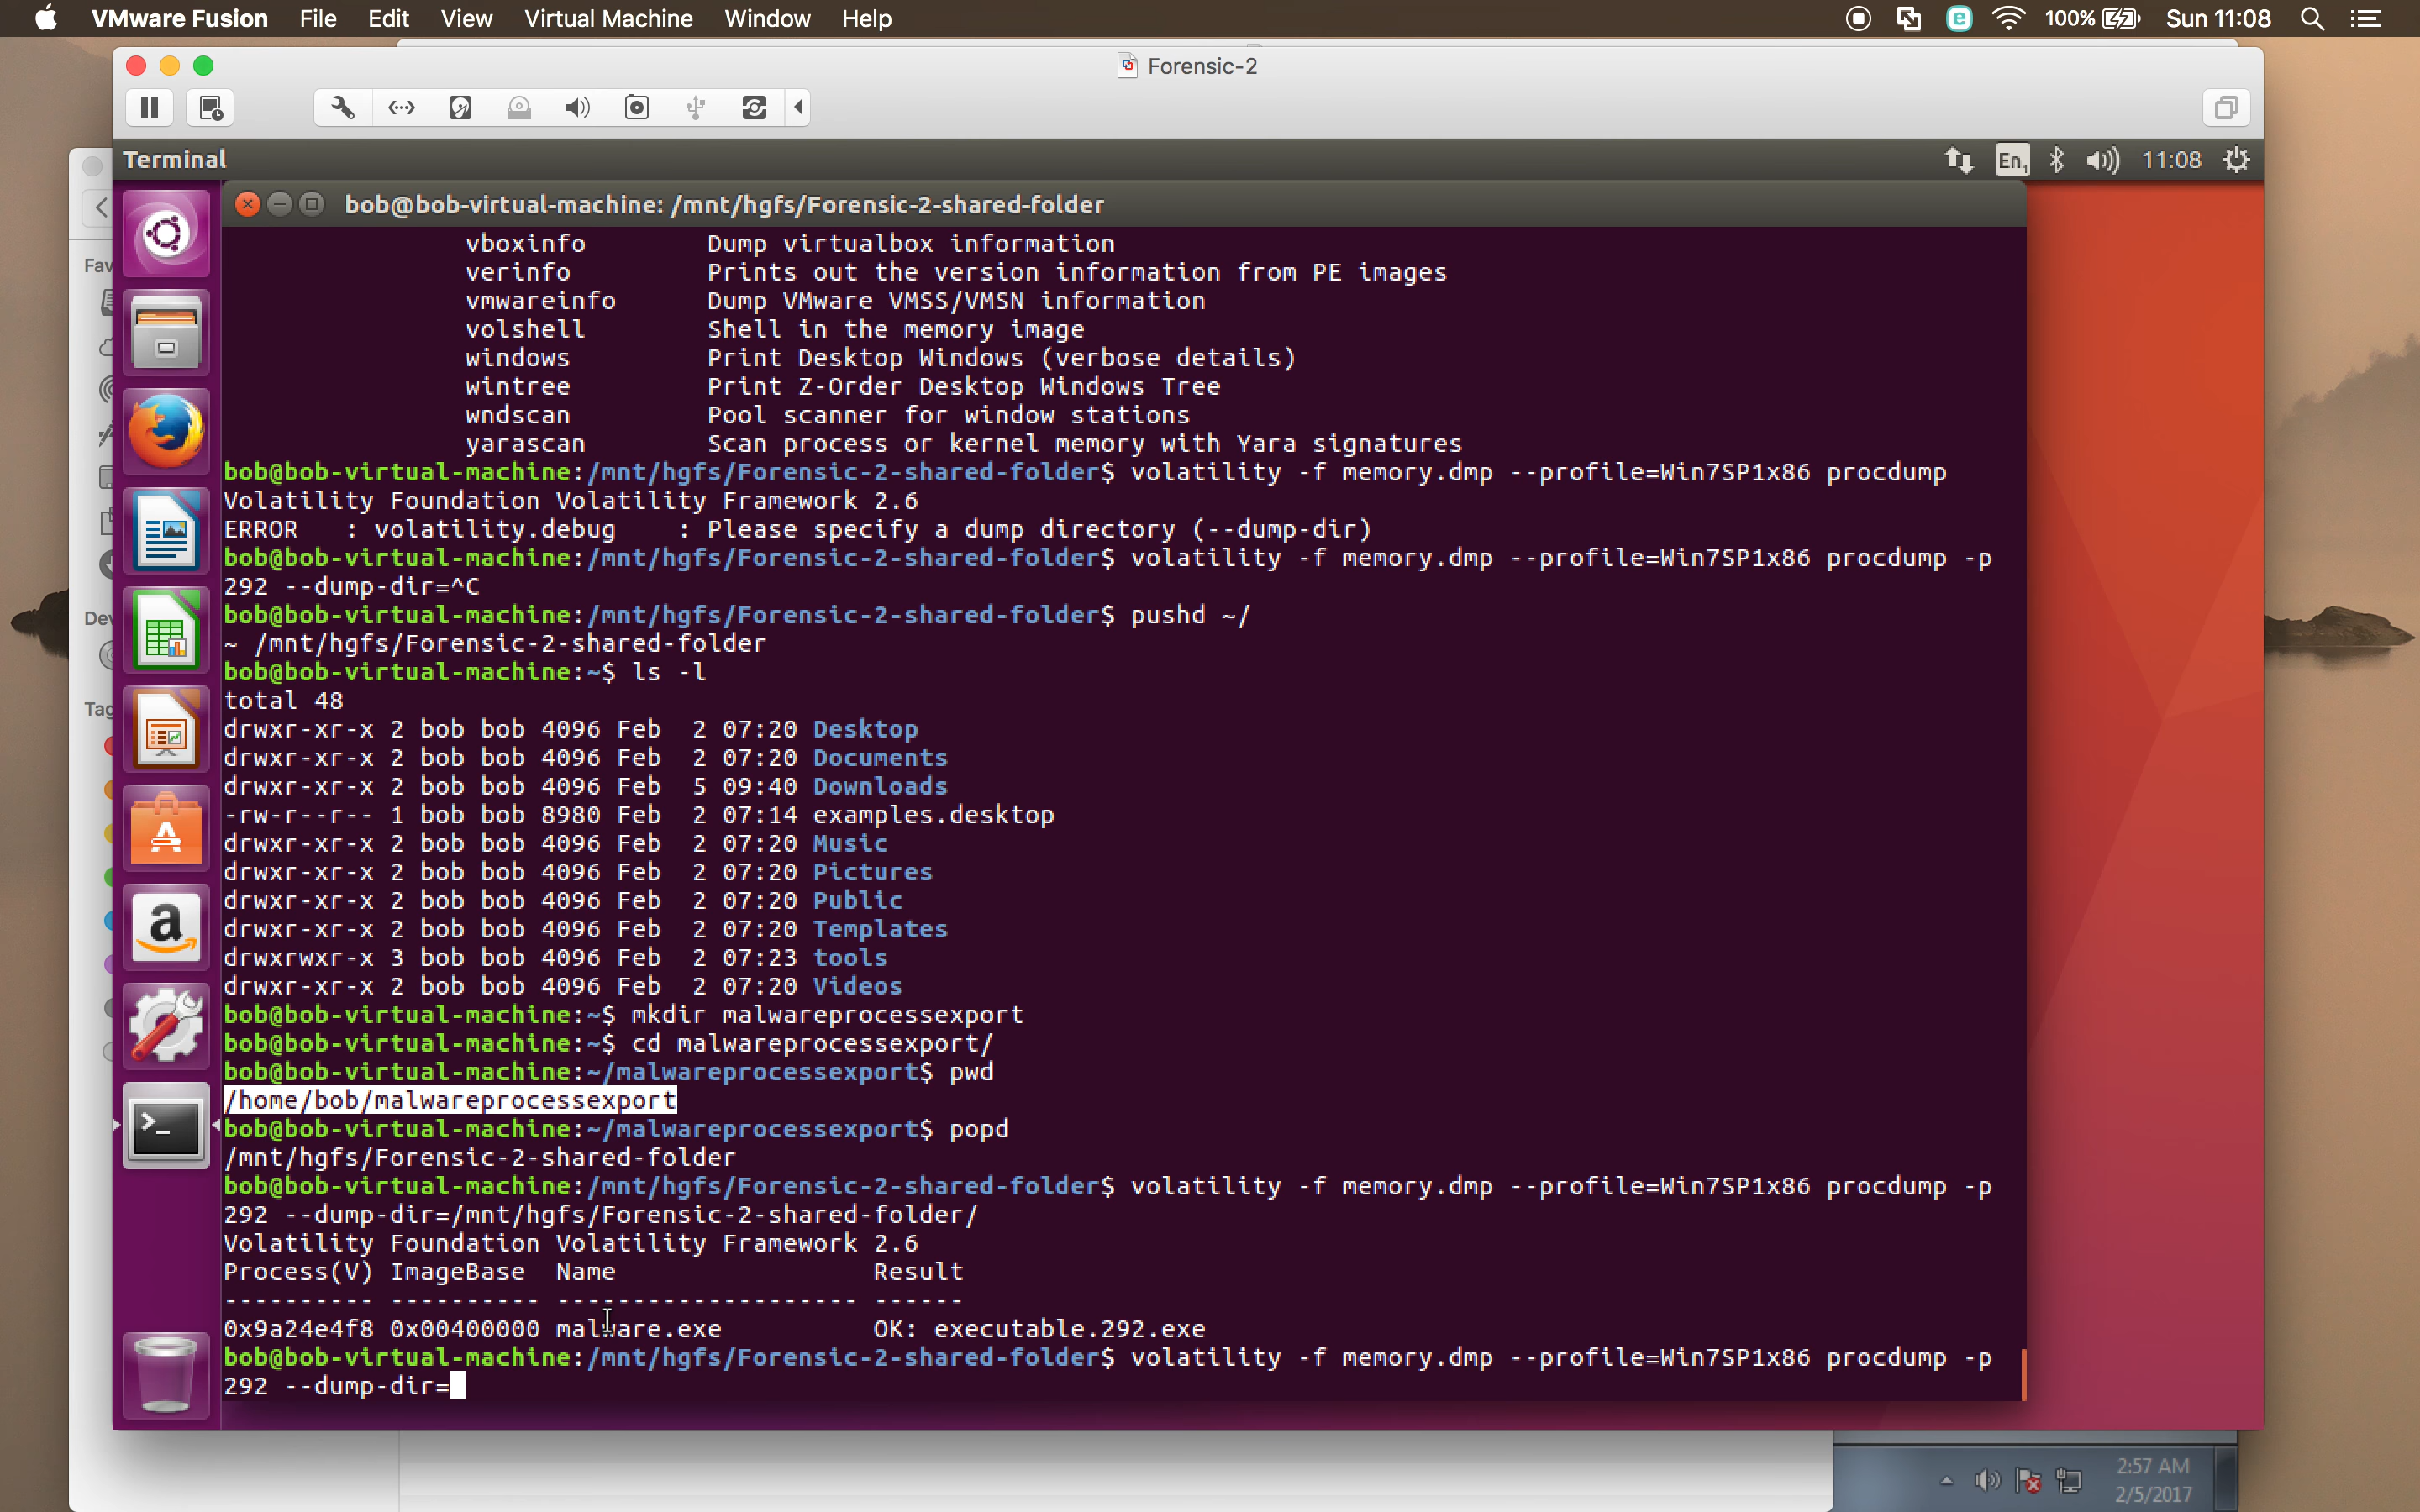 VMware Fusion File Edit View Virtual Machine Window Help 100% Sun 11:08
Forensic-2
Terminal En1 11:08
bob@bob-virtual-machine: /mnt/hgfs/Forensic-2-shared-folder
Fav
Dev
Tag
vboxinfo Dump virtualbox information
verinfo Prints out the version information from PE images
vmwareinfo Dump VMware VMSS/VMSN information
volshell Shell in the memory image
windows Print Desktop Windows (verbose details)
wintree Print Z-Order Desktop Windows Tree
wndscan Pool scanner for window stations
yarascan Scan process or kernel memory with Yara signatures
bob@bob-virtual-machine:/mnt/hgfs/Forensic-2-shared-folder$ volatility -f memory.dmp --profile=Win7SP1x86 procdump
Volatility Foundation Volatility Framework 2.6
ERROR : volatility.debug : Please specify a dump directory (--dump-dir)
bob@bob-virtual-machine:/mnt/hgfs/Forensic-2-shared-folder$ volatility -f memory.dmp --profile=Win7SP1x86 procdump -p
292 --dump-dir=^C
bob@bob-virtual-machine:/mnt/hgfs/Forensic-2-shared-folder$ pushd ~/
~ /mnt/hgfs/Forensic-2-shared-folder
bob@bob-virtual-machine:~$ ls -l
total 48
drwxr-xr-x 2 bob bob 4096 Feb 2 07:20 Desktop
drwxr-xr-x 2 bob bob 4096 Feb 2 07:20 Documents
drwxr-xr-x 2 bob bob 4096 Feb 5 09:40 Downloads
-rw-r--r-- 1 bob bob 8980 Feb 2 07:14 examples.desktop
drwxr-xr-x 2 bob bob 4096 Feb 2 07:20 Music
drwxr-xr-x 2 bob bob 4096 Feb 2 07:20 Pictures
drwxr-xr-x 2 bob bob 4096 Feb 2 07:20 Public
drwxr-xr-x 2 bob bob 4096 Feb 2 07:20 Templates
drwxrwxr-x 3 bob bob 4096 Feb 2 07:23 tools
drwxr-xr-x 2 bob bob 4096 Feb 2 07:20 Videos
bob@bob-virtual-machine:~$ mkdir malwareprocessexport
bob@bob-virtual-machine:~$ cd malwareprocessexport/
bob@bob-virtual-machine:~/malwareprocessexport$ pwd
/home/bob/malwareprocessexport
bob@bob-virtual-machine:~/malwareprocessexport$ popd
/mnt/hgfs/Forensic-2-shared-folder
bob@bob-virtual-machine:/mnt/hgfs/Forensic-2-shared-folder$ volatility -f memory.dmp --profile=Win7SP1x86 procdump -p
292 --dump-dir=/mnt/hgfs/Forensic-2-shared-folder/
Volatility Foundation Volatility Framework 2.6
Process(V) ImageBase Name Result
---------- ---------- -------------------- ------
0x9a24e4f8 0x00400000 malware.exe OK: executable.292.exe
bob@bob-virtual-machine:/mnt/hgfs/Forensic-2-shared-folder$ volatility -f memory.dmp --profile=Win7SP1x86 procdump -p
292 --dump-dir=
2:57 AM
2/5/2017